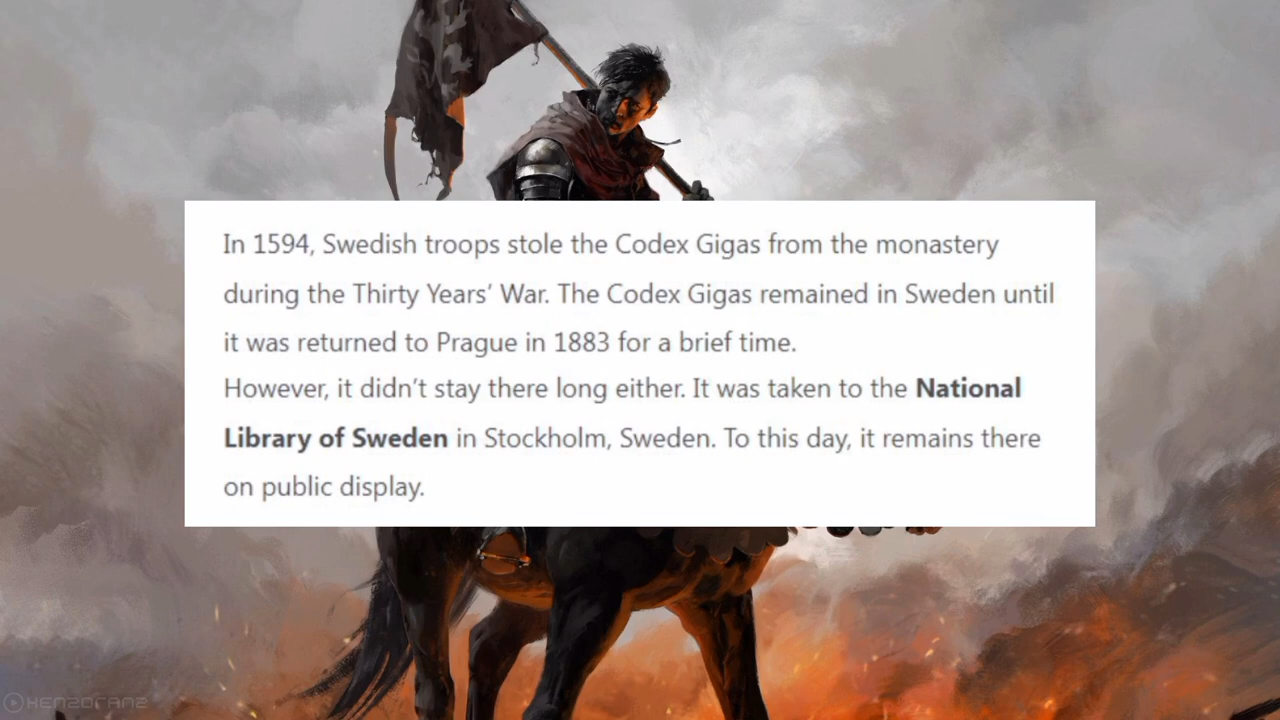 In 1594, Swedish troops stole the Codex Gigas from the monastery
during the Thirty Years’ War. The Codex Gigas remained in Sweden until
it was returned to Prague in 1883 for a brief time.
However, it didn’t stay there long either. It was taken to the National
Library of Sweden in Stockholm, Sweden. To this day, it remains there
on public display.